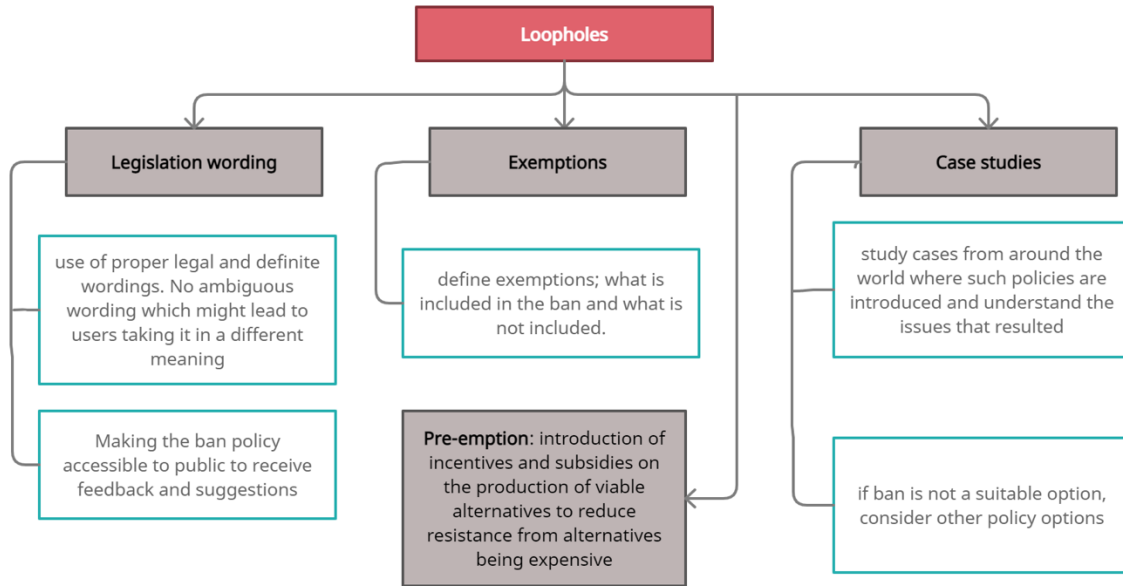 Loopholes
Legislation wording
Exemptions
Case studies
use of proper legal and definite
wordings. No ambiguous
wording which might lead to
users taking it in a different
meaning
define exemptions; what is
included in the ban and what is
not included.
study cases from around the
world where such policies are
introduced and understand the
issues that resulted
Making the ban policy
accessible to public to receive
feedback and suggestions
Pre-emption: introduction of
incentives and subsidies on
the production of viable
alternatives to reduce
resistance from alternatives
being expensive
if ban is not a suitable option,
consider other policy options